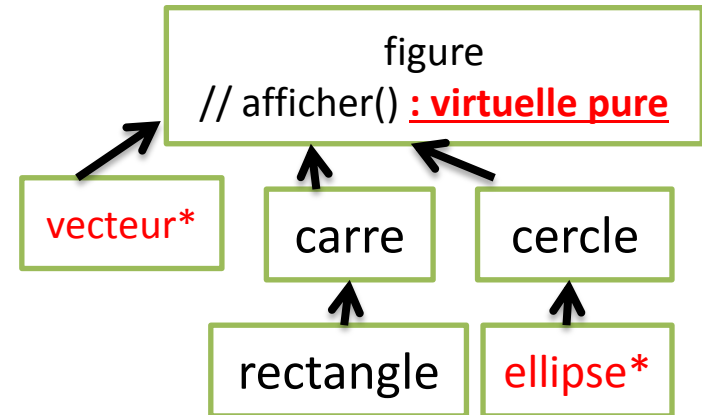 figure
// afficher() : virtuelle pure
vecteur*
carre
cercle
rectangle
ellipse*